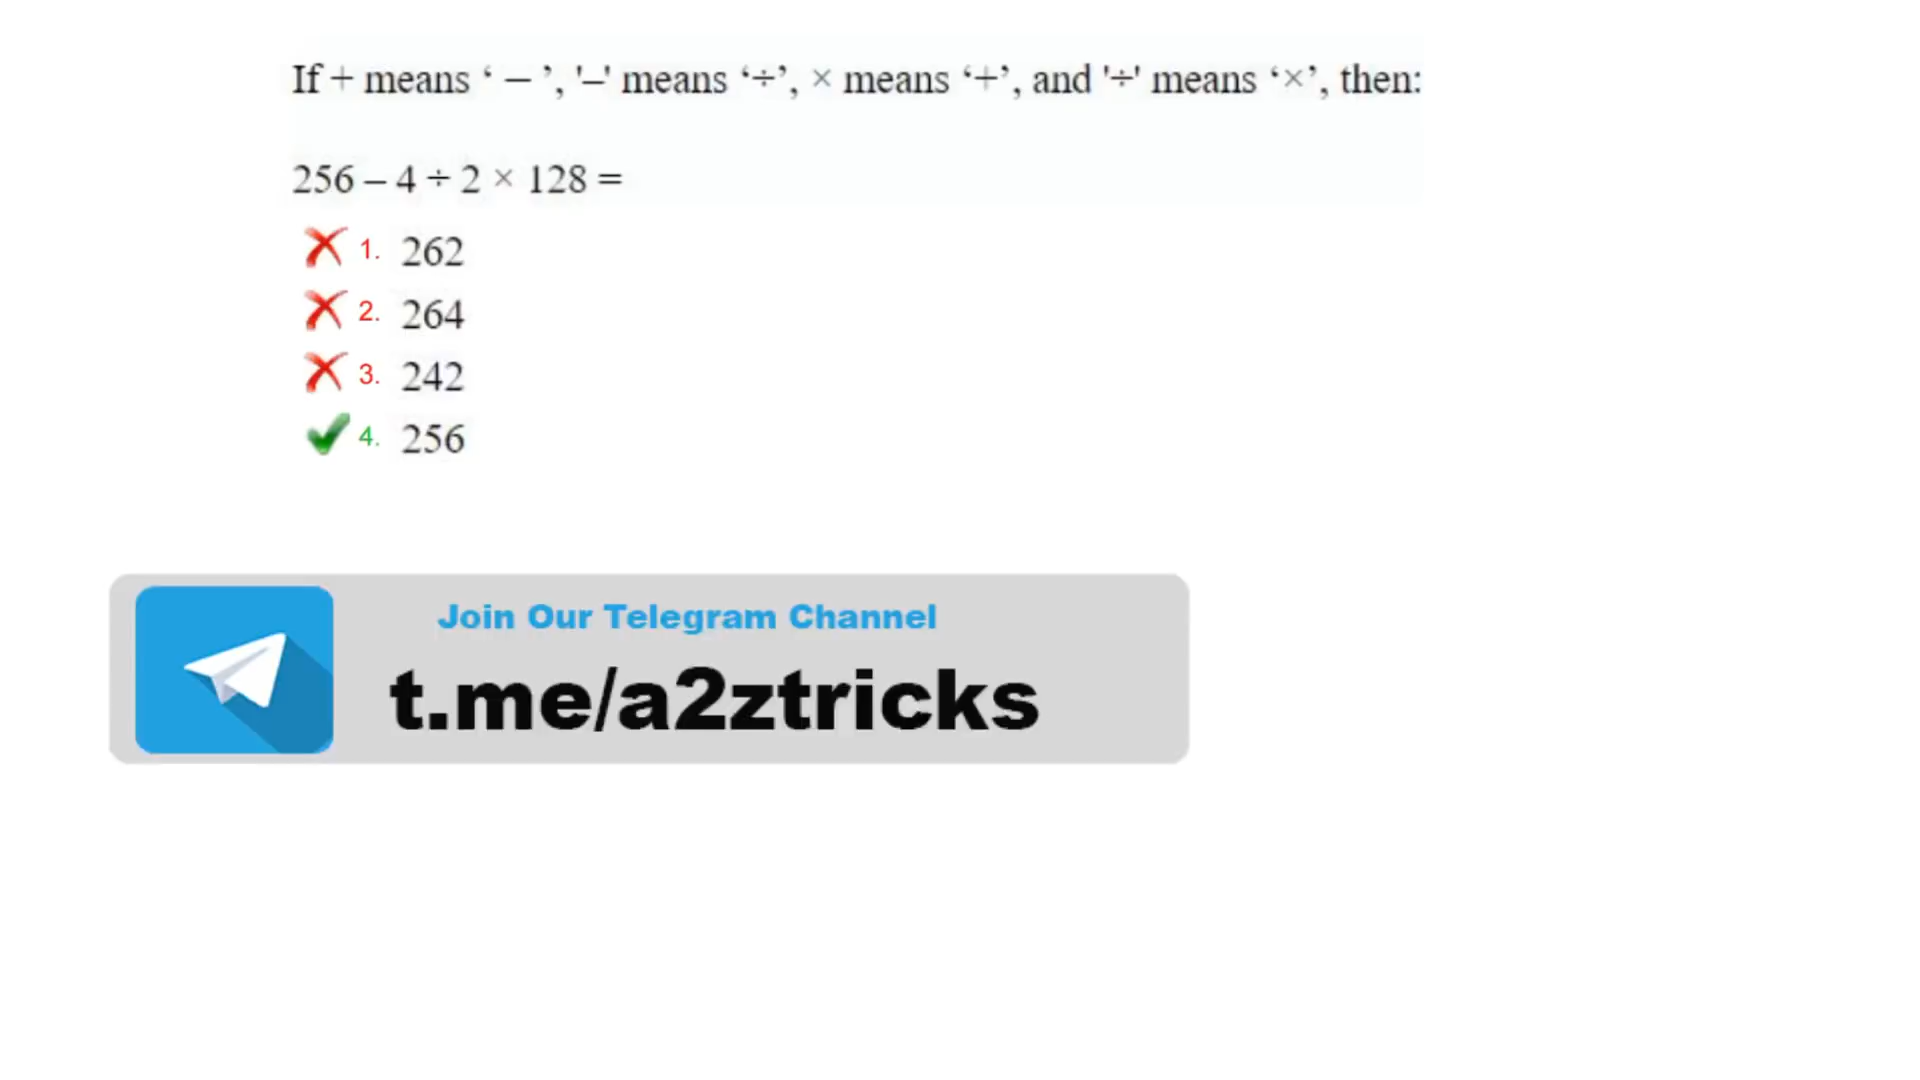 If + means ‘ – ’, '–' means ‘÷’, × means ‘+’, and '÷' means ‘×’, then:
256 – 4 ÷ 2 × 128 =
1. 262
2. 264
3. 242
4. 256
Join Our Telegram Channel
t.me/a2ztricks